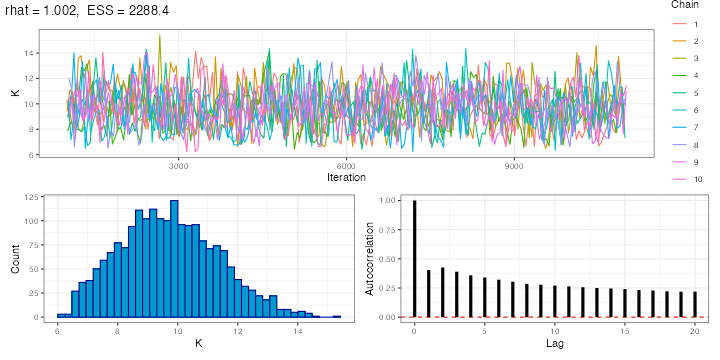 rhat = 1.002, ESS = 2288.4
Chain
1
2
3
4
5
6
7
8
9
10
K
14
12
10
8
6
3000 6000 9000
Iteration
Count
125
100
75
50
25
0
6 8 10 12 14
K
Autocorrelation
1.00
0.75
0.50
0.25
0.00
0 5 10 15 20
Lag